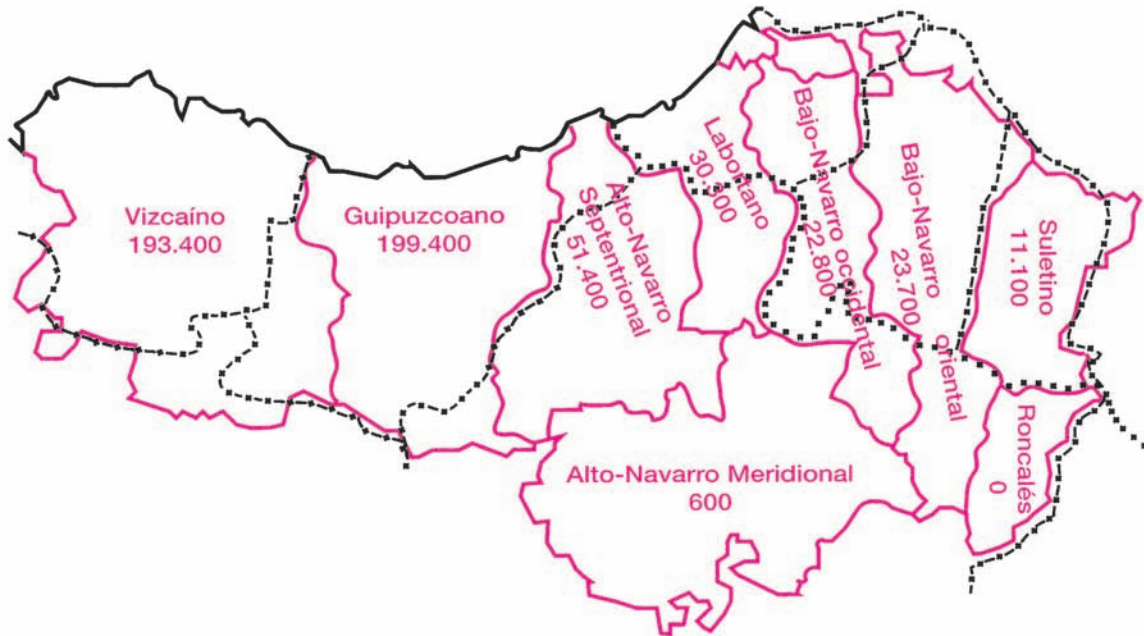 Vizcaíno
193.400
Guipuzcoano
199.400
Alto-Navarro
Septentrional
51.400
Labortano
30.300
Bajo-Navarro occidental
22.800
Bajo-Navarro
oriental
23.700
Suletino
11.100
Roncalés
0
Alto-Navarro Meridional
600